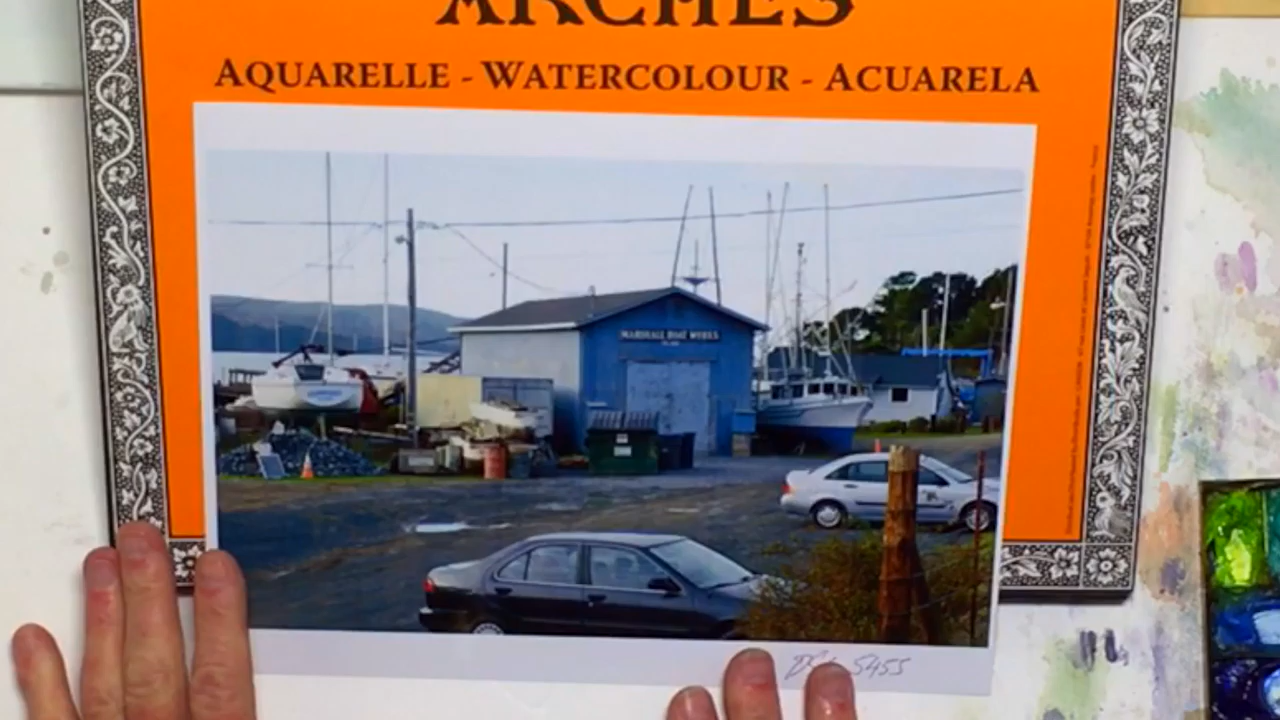 ARCHES
AQUARELLE - WATERCOLOUR - ACUARELA
MARSHALL BOAT WORKS
5455